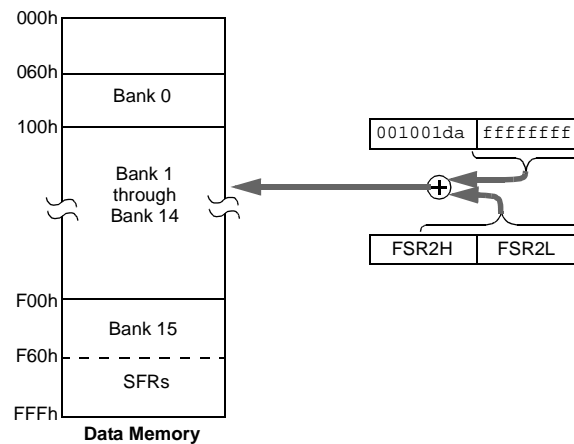 000h
060h
Bank 0
100h
001001da ffffffff
Bank 1
through
Bank 14
FSR2H FSR2L
F00h
Bank 15
F60h
SFRs
FFFh
Data Memory